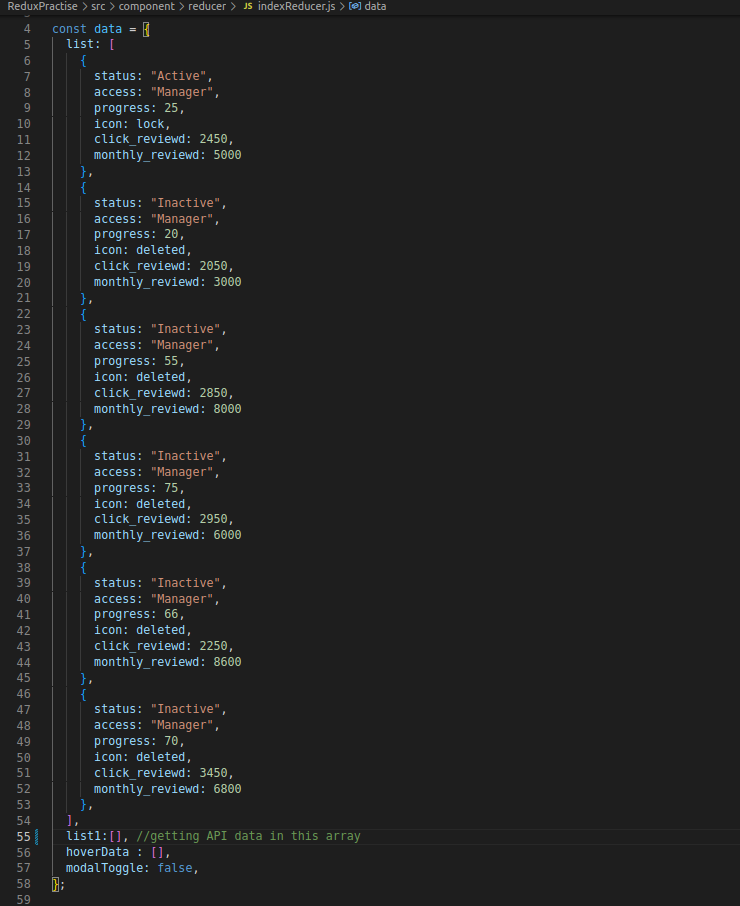 ReduxPractise > src > component > reducer > JS indexReducer.js > data
4 const data = {
5 list: [
6 {
7 status: "Active",
8 access: "Manager",
9 progress: 25,
10 icon: lock,
11 click_reviewd: 2450,
12 monthly_reviewd: 5000
13 },
14 {
15 status: "Inactive",
16 access: "Manager",
17 progress: 20,
18 icon: deleted,
19 click_reviewd: 2050,
20 monthly_reviewd: 3000
21 },
22 {
23 status: "Inactive",
24 access: "Manager",
25 progress: 55,
26 icon: deleted,
27 click_reviewd: 2850,
28 monthly_reviewd: 8000
29 },
30 {
31 status: "Inactive",
32 access: "Manager",
33 progress: 75,
34 icon: deleted,
35 click_reviewd: 2950,
36 monthly_reviewd: 6000
37 },
38 {
39 status: "Inactive",
40 access: "Manager",
41 progress: 66,
42 icon: deleted,
43 click_reviewd: 2250,
44 monthly_reviewd: 8600
45 },
46 {
47 status: "Inactive",
48 access: "Manager",
49 progress: 70,
50 icon: deleted,
51 click_reviewd: 3450,
52 monthly_reviewd: 6800
53 },
54 ],
55 list1:[], //getting API data in this array
56 hoverData : [],
57 modalToggle: false,
58 };
59